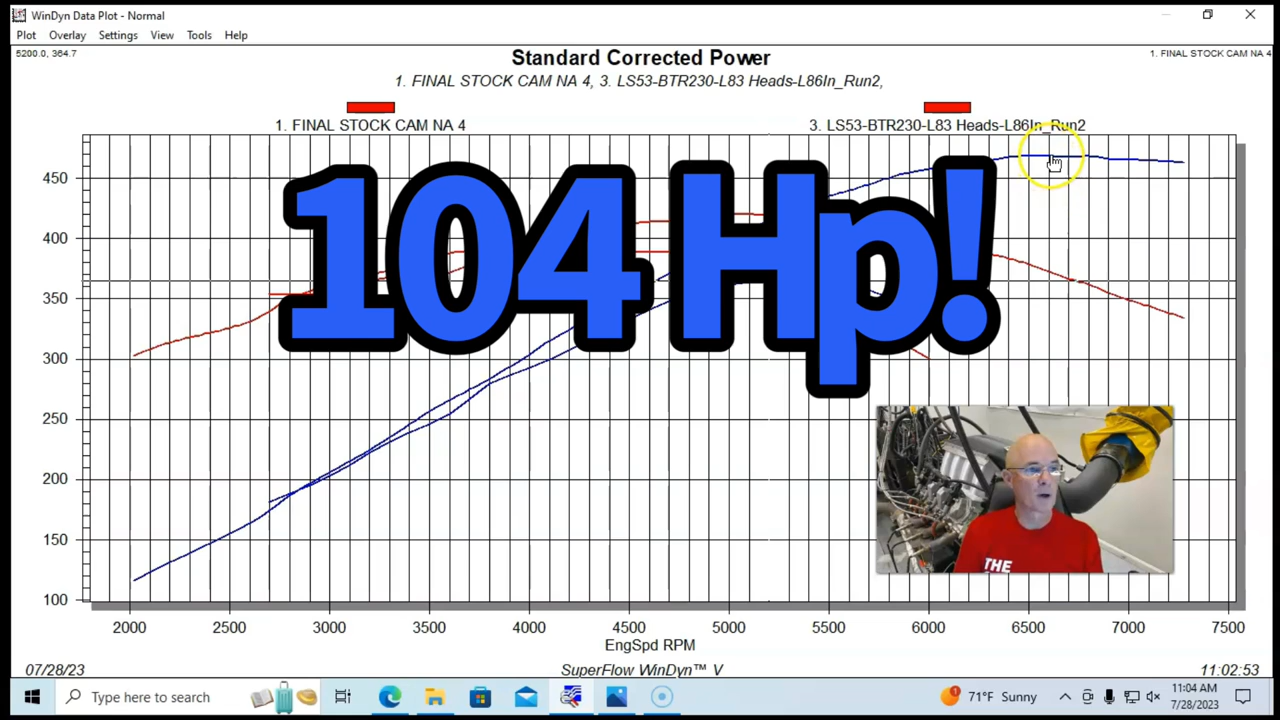 WinDyn Data Plot - Normal
Plot Overlay Settings View Tools Help
5200.0, 364.7
1. FINAL STOCK CAM NA 4
Standard Corrected Power
1. FINAL STOCK CAM NA 4, 3. LS53-BTR230-L83 Heads-L86In_Run2,
1. FINAL STOCK CAM NA 4
3. LS53-BTR230-L83 Heads-L86In_Run2
104 Hp!
450
400
350
300
250
200
150
100
THE
2000 2500 3000 3500 4000 4500 5000 5500 6000 6500 7000 7500
EngSpd RPM
07/28/23
SuperFlow WinDyn™ V
11:02:53
Type here to search
1
71°F Sunny
11:04 AM
7/28/2023